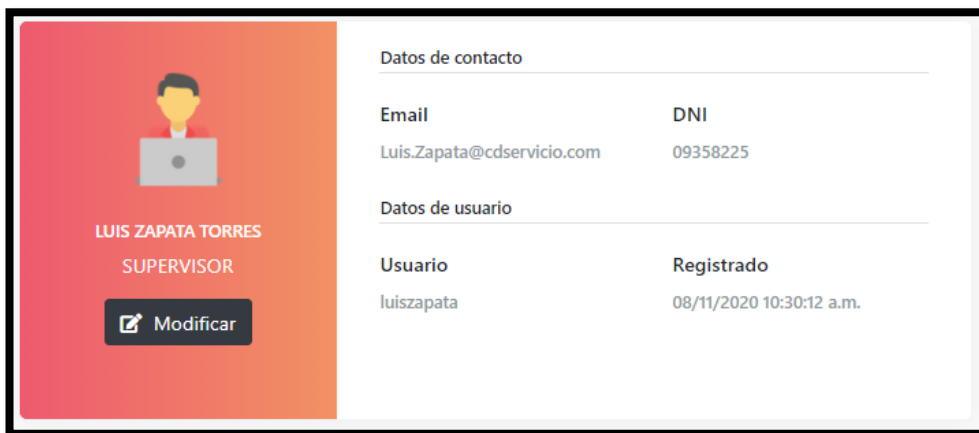 LUIS ZAPATA TORRES
SUPERVISOR
Modificar
Datos de contacto
Email DNI
Luis.Zapata@cdservicio.com 09358225
Datos de usuario
Usuario Registrado
luiszapata 08/11/2020 10:30:12 a.m.